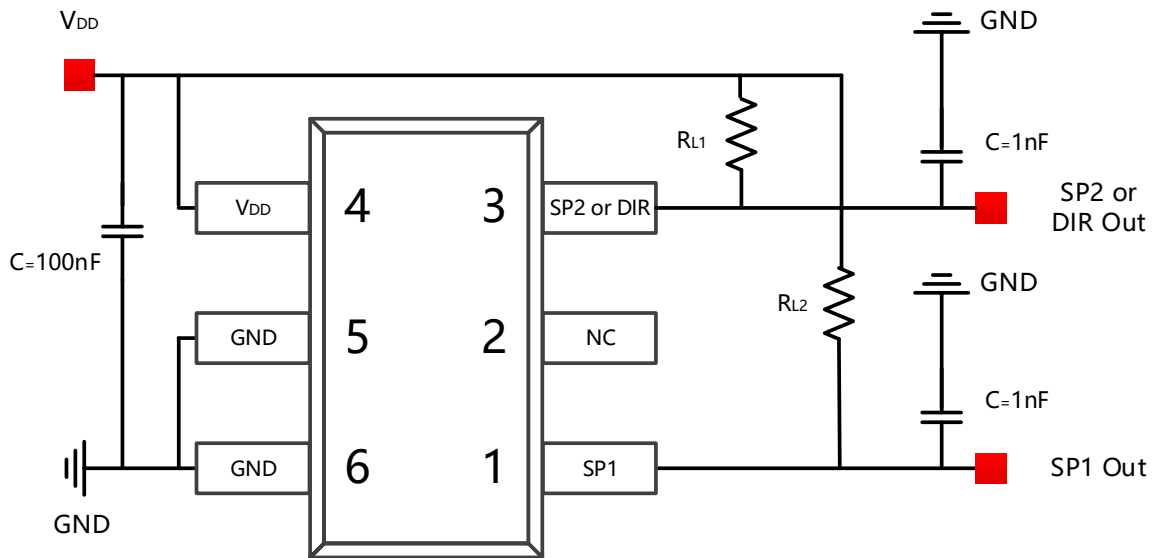 VDD
GND
RL1
C=1nF
VDD
4
3
SP2 or DIR
SP2 or
DIR Out
C=100nF
GND
RL2
GND
5
2
NC
C=1nF
GND
6
1
SP1
SP1 Out
GND